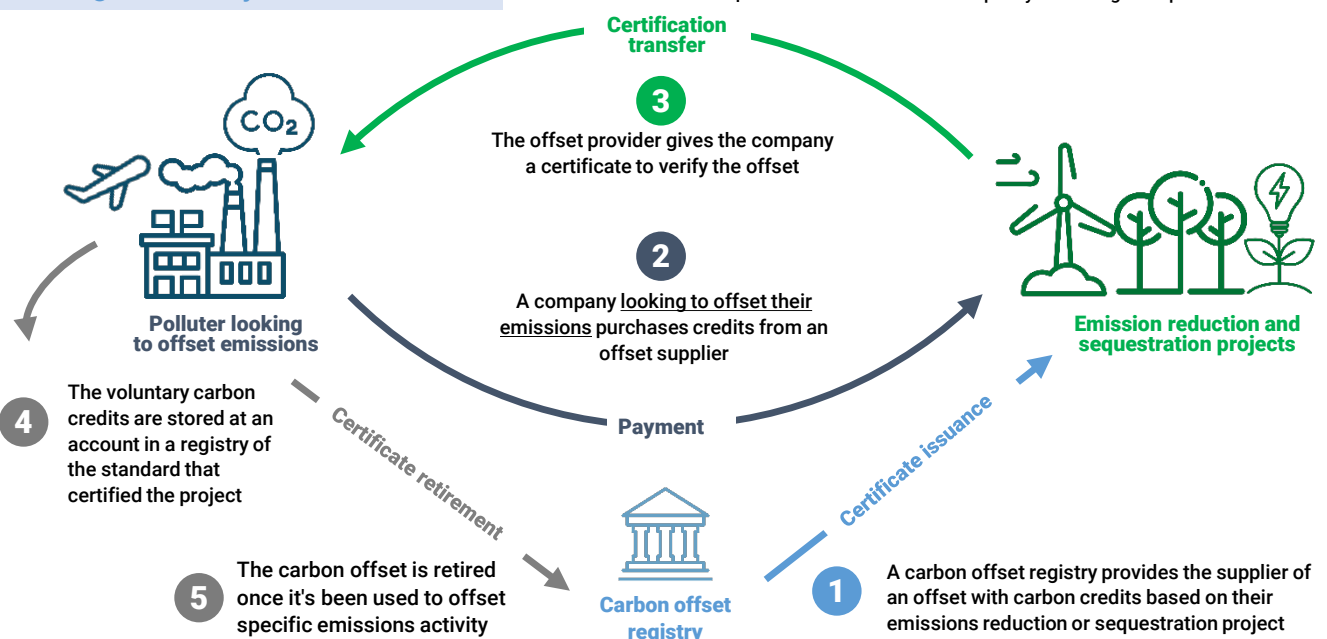 Certification
transfer
3
The offset provider gives the company
a certificate to verify the offset
CO2
2
A company looking to offset their
emissions purchases credits from an
offset supplier
Polluter looking
to offset emissions
Emission reduction and
sequestration projects
4
The voluntary carbon
credits are stored at an
account in a registry of
the standard that
certified the project
Payment
Certificate retirement
Certificate issuance
5
The carbon offset is retired
once it's been used to offset
specific emissions activity
Carbon offset
registry
1
A carbon offset registry provides the supplier of
an offset with carbon credits based on their
emissions reduction or sequestration project